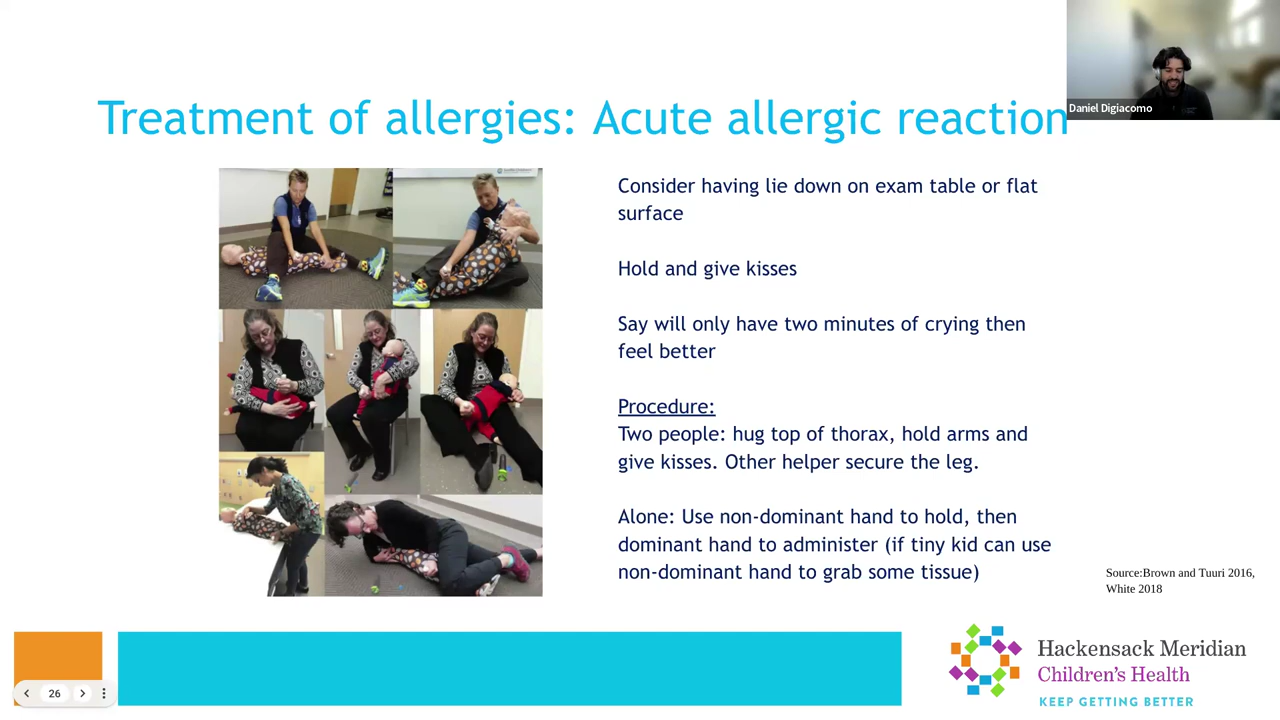 Daniel Digiacomo
Treatment of allergies: Acute allergic reaction
Consider having lie down on exam table or flat
surface
Hold and give kisses
Say will only have two minutes of crying then
feel better
Procedure:
Two people: hug top of thorax, hold arms and
give kisses. Other helper secure the leg.
Alone: Use non-dominant hand to hold, then
dominant hand to administer (if tiny kid can use
non-dominant hand to grab some tissue)
Source:Brown and Tuuri 2016,
White 2018
Hackensack Meridian
Children's Health
KEEP GETTING BETTER
26